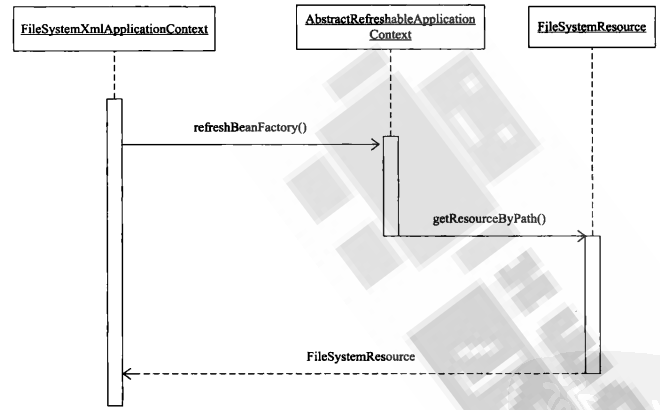 FileSystemXmlApplicationContext
AbstractRefreshableApplication
Context
FileSystemResource
refreshBeanFactory()
getResourceByPath()
FileSystemResource